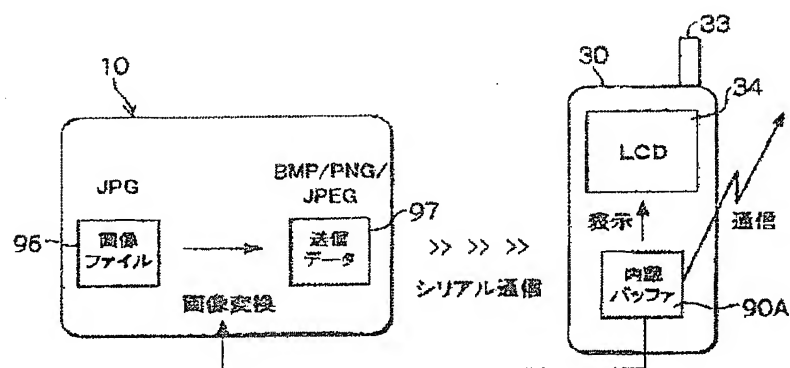 33
10
30
34
LCD
JPG
BMP/PNG/
JPEG
96
画像
ファイル
送信
データ
97
>> >> >>
シリアル通信
画像変換
表示
通信
内蔵
バッファ
90A